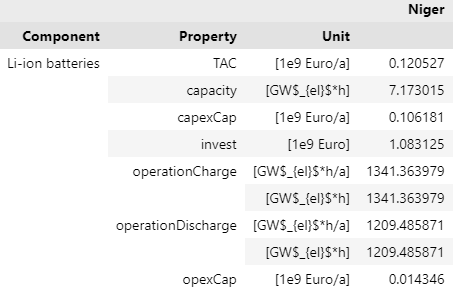 Niger
Component Property Unit
Li-ion batteries TAC [1e9 Euro/a] 0.120527
capacity [GW$_{el}$*h] 7.173015
capexCap [1e9 Euro/a] 0.106181
invest [1e9 Euro] 1.083125
operationCharge [GW$_{el}$*h/a] 1341.363979
[GW$_{el}$*h] 1341.363979
operationDischarge [GW$_{el}$*h/a] 1209.485871
[GW$_{el}$*h] 1209.485871
opexCap [1e9 Euro/a] 0.014346